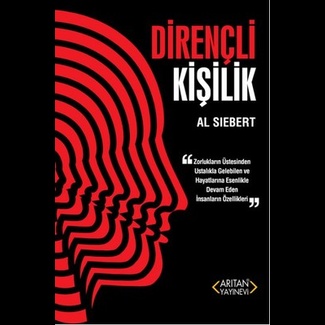 DİRENÇLİ
KİŞİLİK
AL SIEBERT
“Zorlukların Üstesinden
Ustalıkla Gelebilen ve
Hayatlarına Esenlikle
Devam Eden
İnsanların Özellikleri”
ARITAN
YAYINEVİ